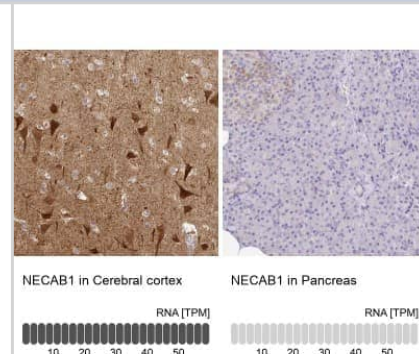 NECAB1 in Cerebral cortex
RNA [TPM]
10 20 30 40 50
NECAB1 in Pancreas
RNA [TPM]
10 20 30 40 50